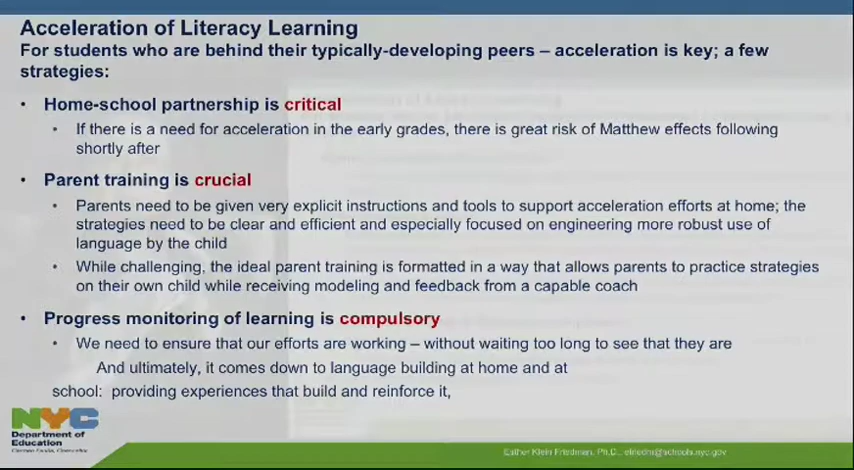 Acceleration of Literacy Learning
For students who are behind their typically-developing peers – acceleration is key; a few
strategies:
• Home-school partnership is critical
• If there is a need for acceleration in the early grades, there is great risk of Matthew effects following
shortly after
• Parent training is crucial
• Parents need to be given very explicit instructions and tools to support acceleration efforts at home; the
strategies need to be clear and efficient and especially focused on engineering more robust use of
language by the child
• While challenging, the ideal parent training is formatted in a way that allows parents to practice strategies
on their own child while receiving modeling and feedback from a capable coach
• Progress monitoring of learning is compulsory
• We need to ensure that our efforts are working – without waiting too long to see that they are
And ultimately, it comes down to language building at home and at
school: providing experiences that build and reinforce it,
NYC
Department of
Education
Esther Klein Friedman, Ph.D., efriedm@schools.nyc.gov